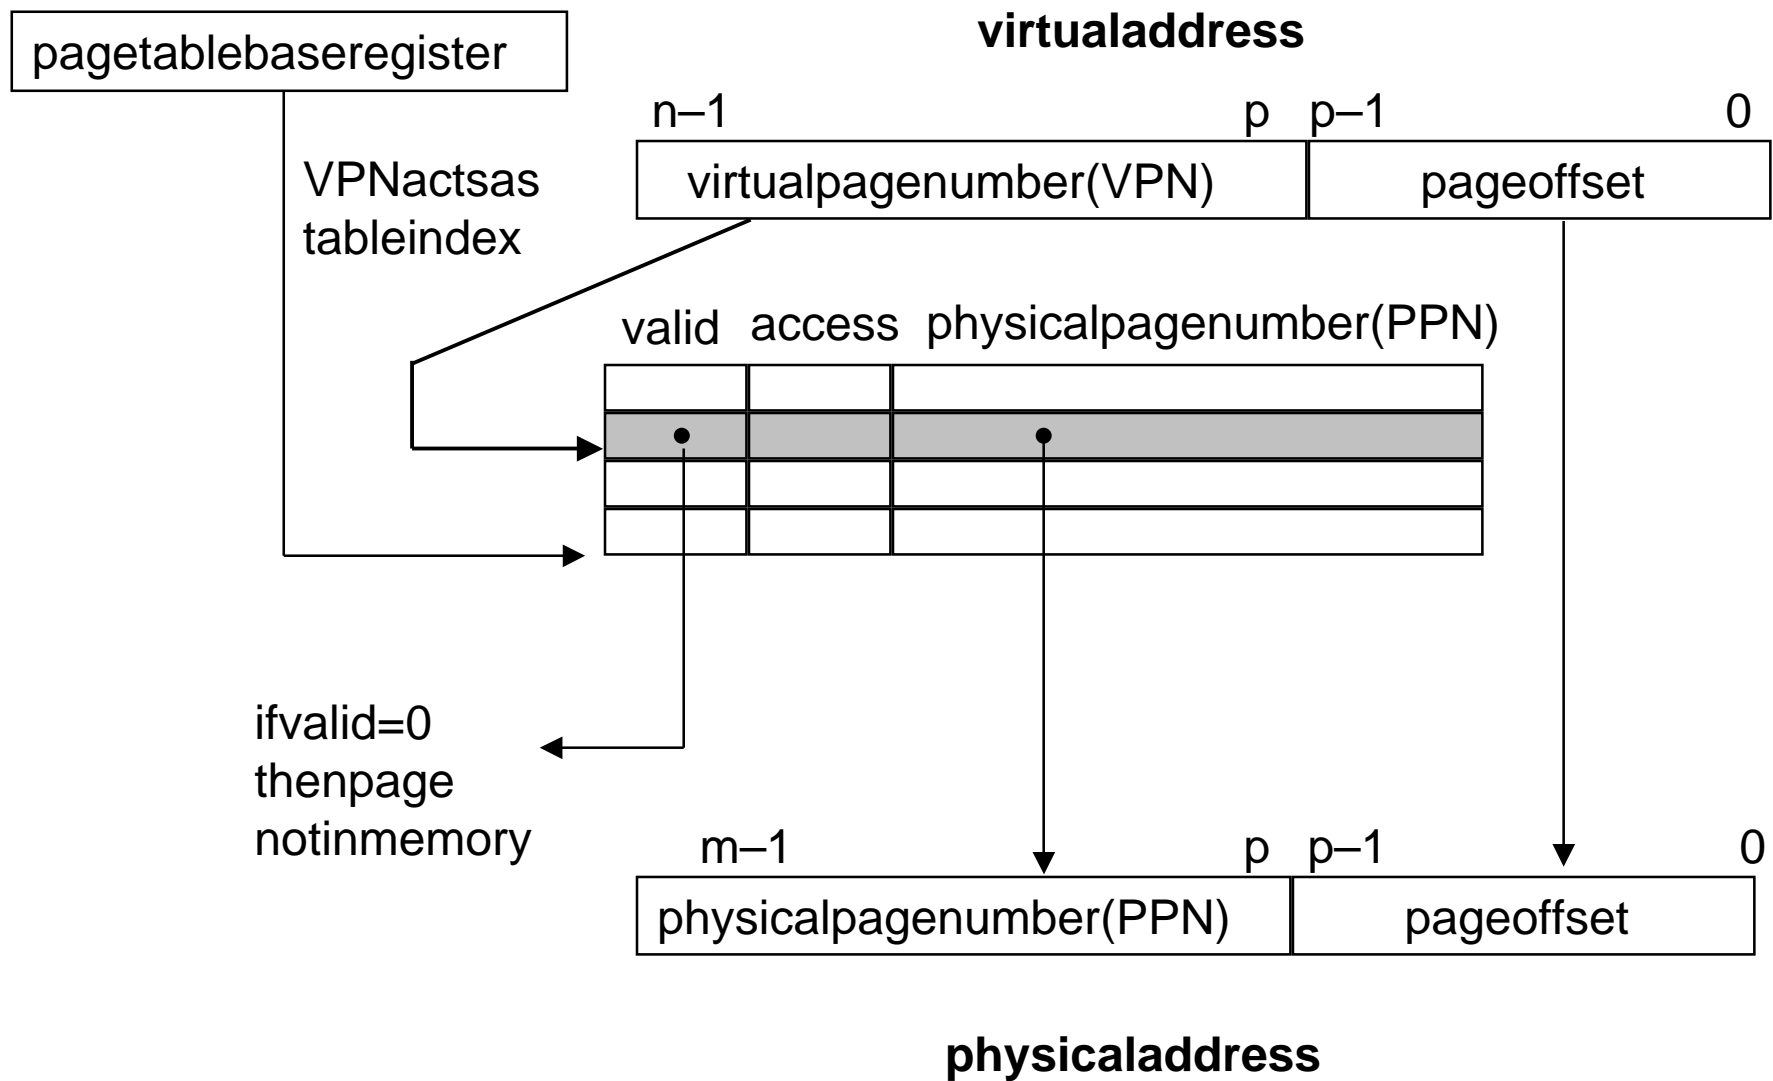 pagetablebaseregister
virtualaddress
n–1 p p–1 0
VPNactsas
tableindex
virtualpagenumber(VPN) pageoffset
valid access physicalpagenumber(PPN)
ifvalid=0
thenpage
notinmemory
m–1 p p–1 0
physicalpagenumber(PPN) pageoffset
physicaladdress